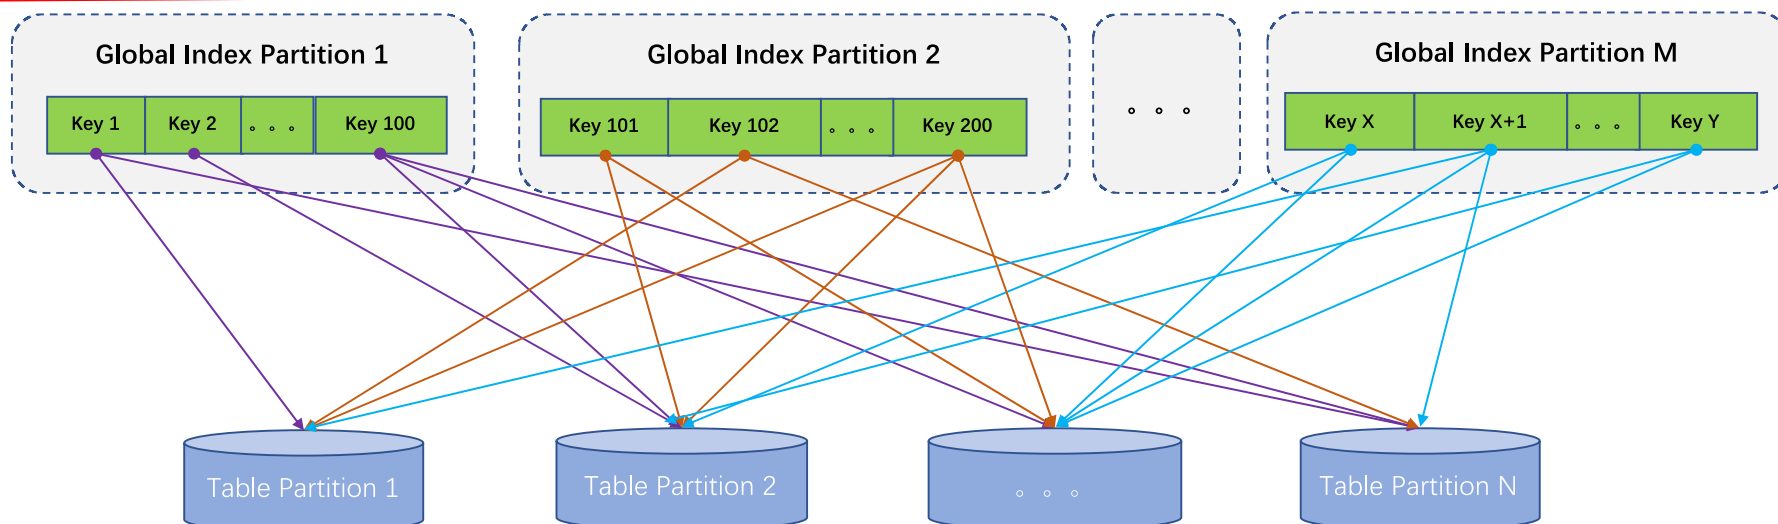 Global Index Partition 1
Key 1
Key 2
。。。
Key 100
Global Index Partition 2
Key 101
Key 102
。。。
Key 200
。。。
Global Index Partition M
Key X
Key X+1
。。。
Key Y
Table Partition 1
Table Partition 2
。。。
Table Partition N